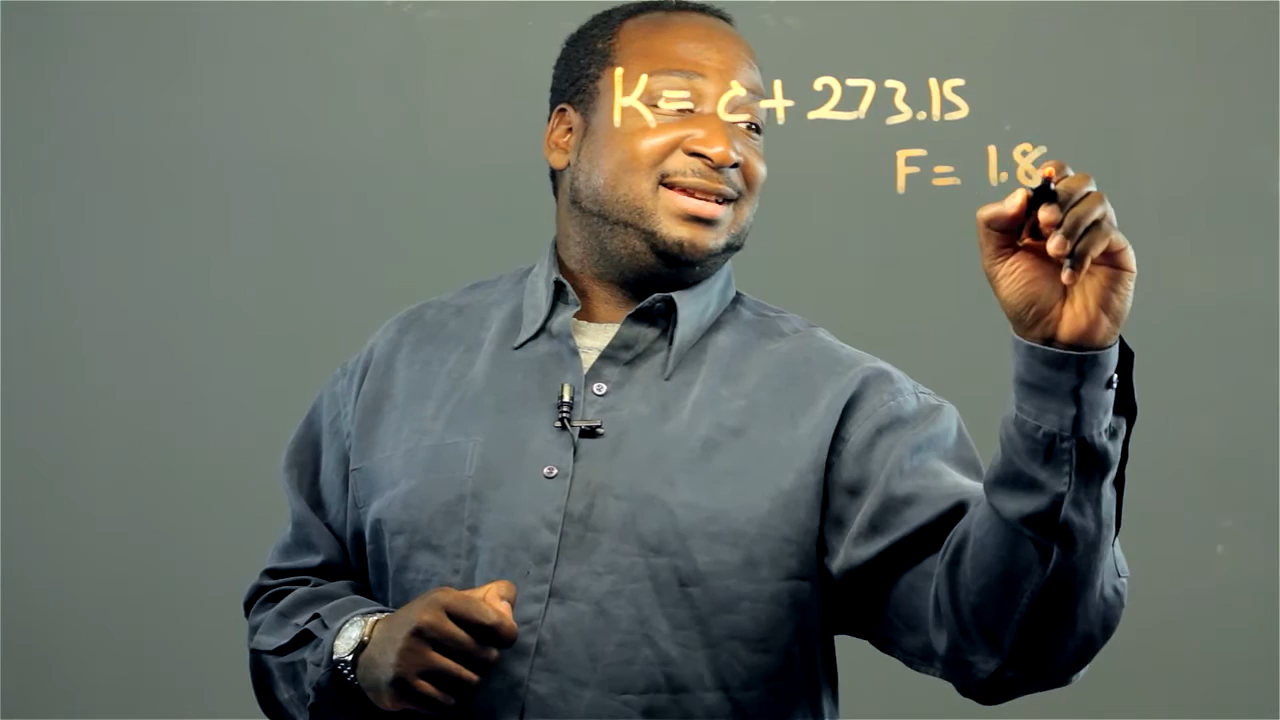 K = c + 273.15
F = 1.8